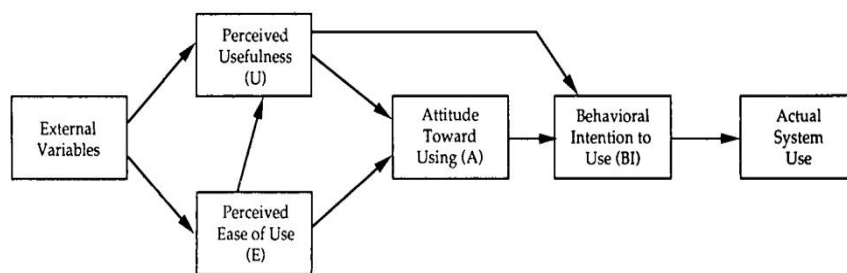 Perceived
Usefulness
(U)
External
Variables
Attitude
Toward
Using (A)
Behavioral
Intention to
Use (BI)
Actual
System
Use
Perceived
Ease of Use
(E)